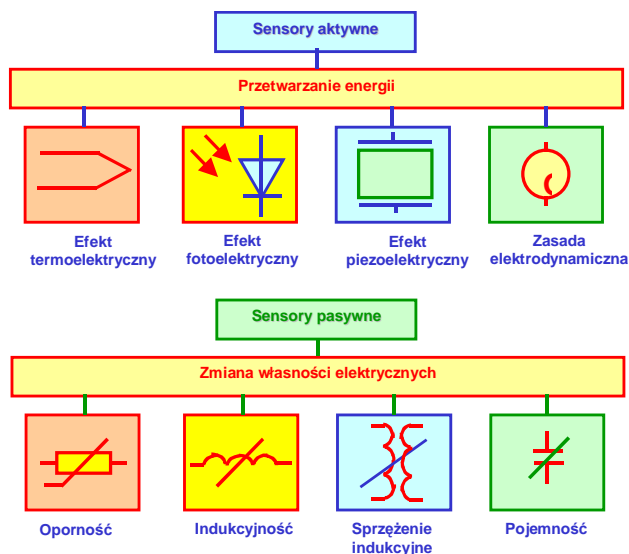 Sensory aktywne
Przetwarzanie energii
Efekt
termoelektryczny
Efekt
fotoelektryczny
Efekt
piezoelektryczny
Zasada
elektrodynamiczna
Sensory pasywne
Zmiana własności elektrycznych
Oporność
Indukcyjność
Sprzężenie
indukcyjne
Pojemność